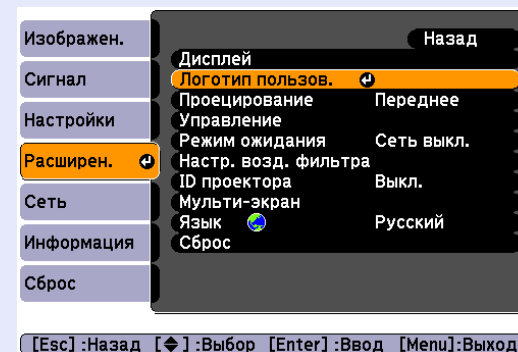 Изображен.
Сигнал
Настройки
Расширен.
Сеть
Информация
Сброс
Назад
Дисплей
Логотип пользов.
Проецирование Переднее
Управление
Режим ожидания Сеть выкл.
Настр. возд. фильтра
ID проектора Выкл.
Мульти-экран
Язык Русский
Сброс
[Esc] :Назад [◆] :Выбор [Enter] :Ввод [Menu]:Выход